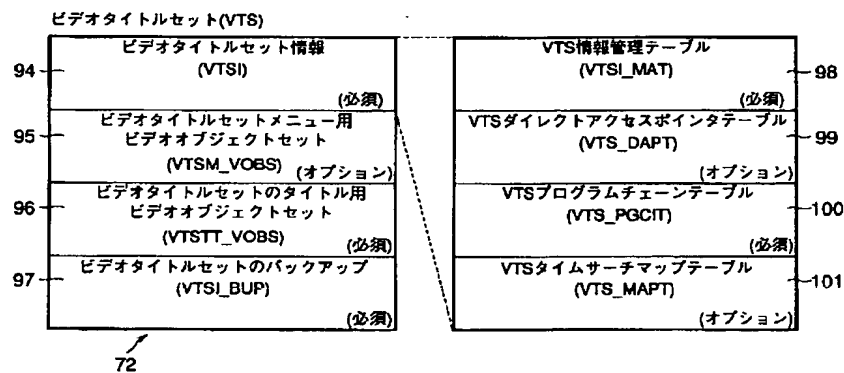 ビデオタイトルセット(VTS)
ビデオタイトルセット情報
(VTSI)
(必須)
94
ビデオタイトルセットメニュー用
ビデオオブジェクトセット
(VTSM_VOBS)
(オプション)
95
ビデオタイトルセットのタイトル用
ビデオオブジェクトセット
(VTSTT_VOBS)
(必須)
96
ビデオタイトルセットのバックアップ
(VTSI_BUP)
(必須)
97
72
VTS情報管理テーブル
(VTSI_MAT)
(必須)
98
VTSダイレクトアクセスポインタテーブル
(VTS_DAPT)
(オプション)
99
VTSプログラムチェーンテーブル
(VTS_PGCIT)
(必須)
100
VTSタイムサーチマップテーブル
(VTS_MAPT)
(オプション)
101